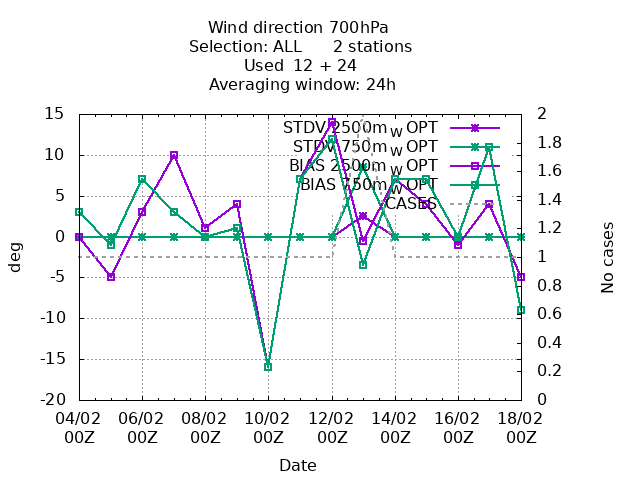 Wind direction 700hPa
Selection: ALL 2 stations
Used 12 + 24
Averaging window: 24h
STDV 2500m_w OPT
STDV 750m_w OPT
BIAS 2500m_w OPT
BIAS 750m_w OPT
CASES
15
10
5
0
-5
-10
-15
-20
deg
2
1.8
1.6
1.4
1.2
1
0.8
0.6
0.4
0.2
0
No cases
04/02 06/02 08/02 10/02 12/02 14/02 16/02 18/02
00Z 00Z 00Z 00Z 00Z 00Z 00Z 00Z
Date